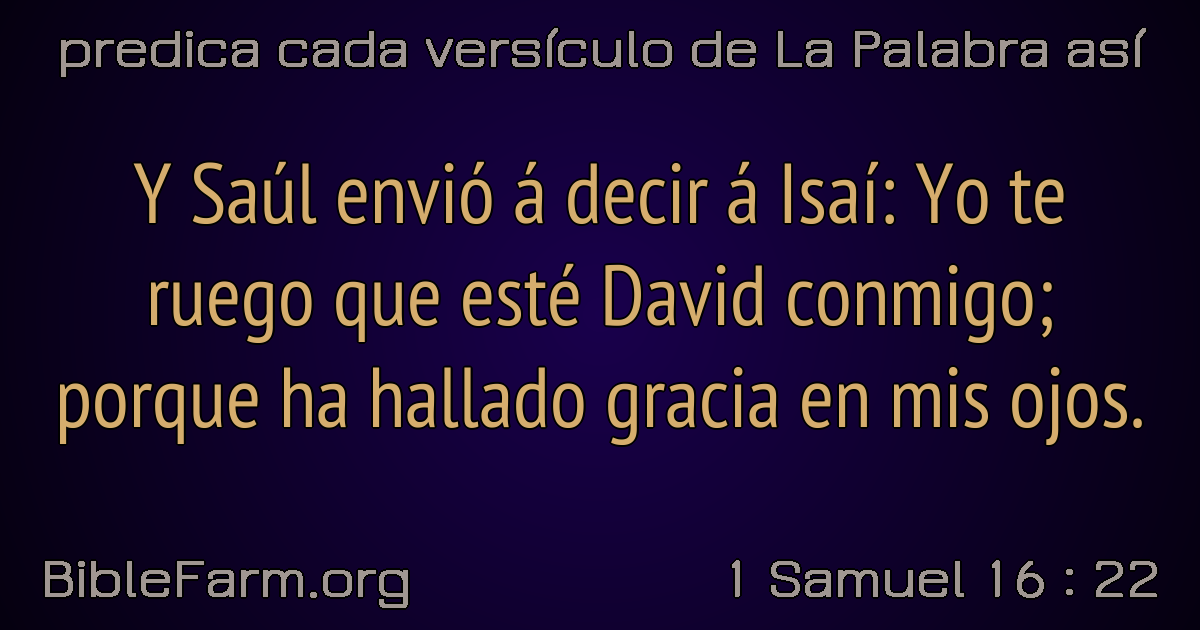 predica cada versículo de La Palabra así
Y Saúl envió á decir á Isaí: Yo te
ruego que esté David conmigo;
porque ha hallado gracia en mis ojos.
BibleFarm.org
1 Samuel 16 : 22